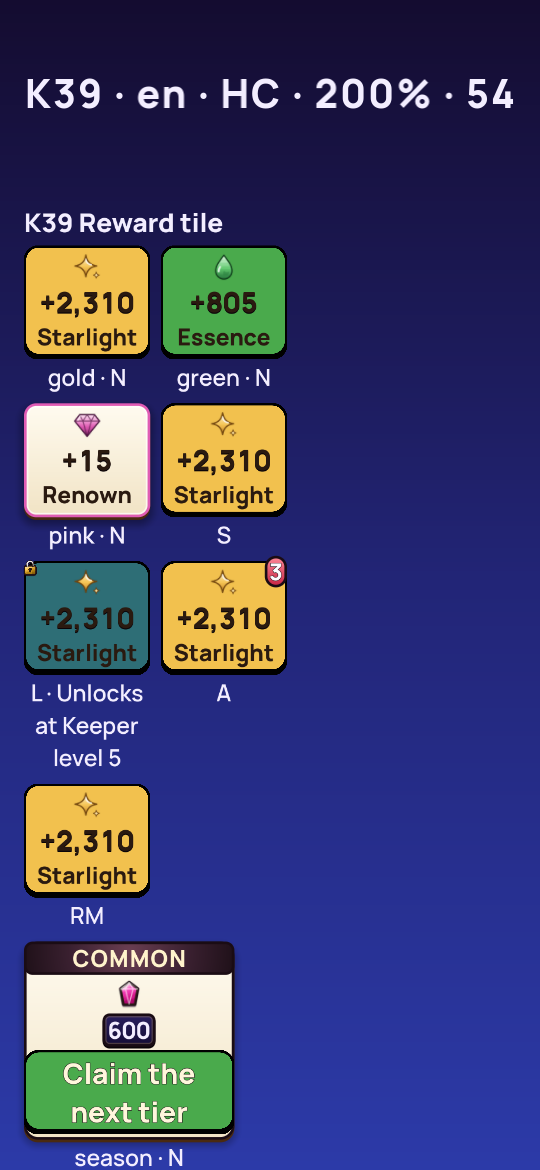 K39 · en · HC · 200% · 54
K39 Reward tile
+2,310
Starlight
gold · N
+805
Essence
green · N
+15
Renown
pink · N
+2,310
Starlight
S
+2,310
Starlight
L · Unlocks
at Keeper
level 5
3
+2,310
Starlight
A
+2,310
Starlight
RM
COMMON
600
Claim the
next tier
season · N